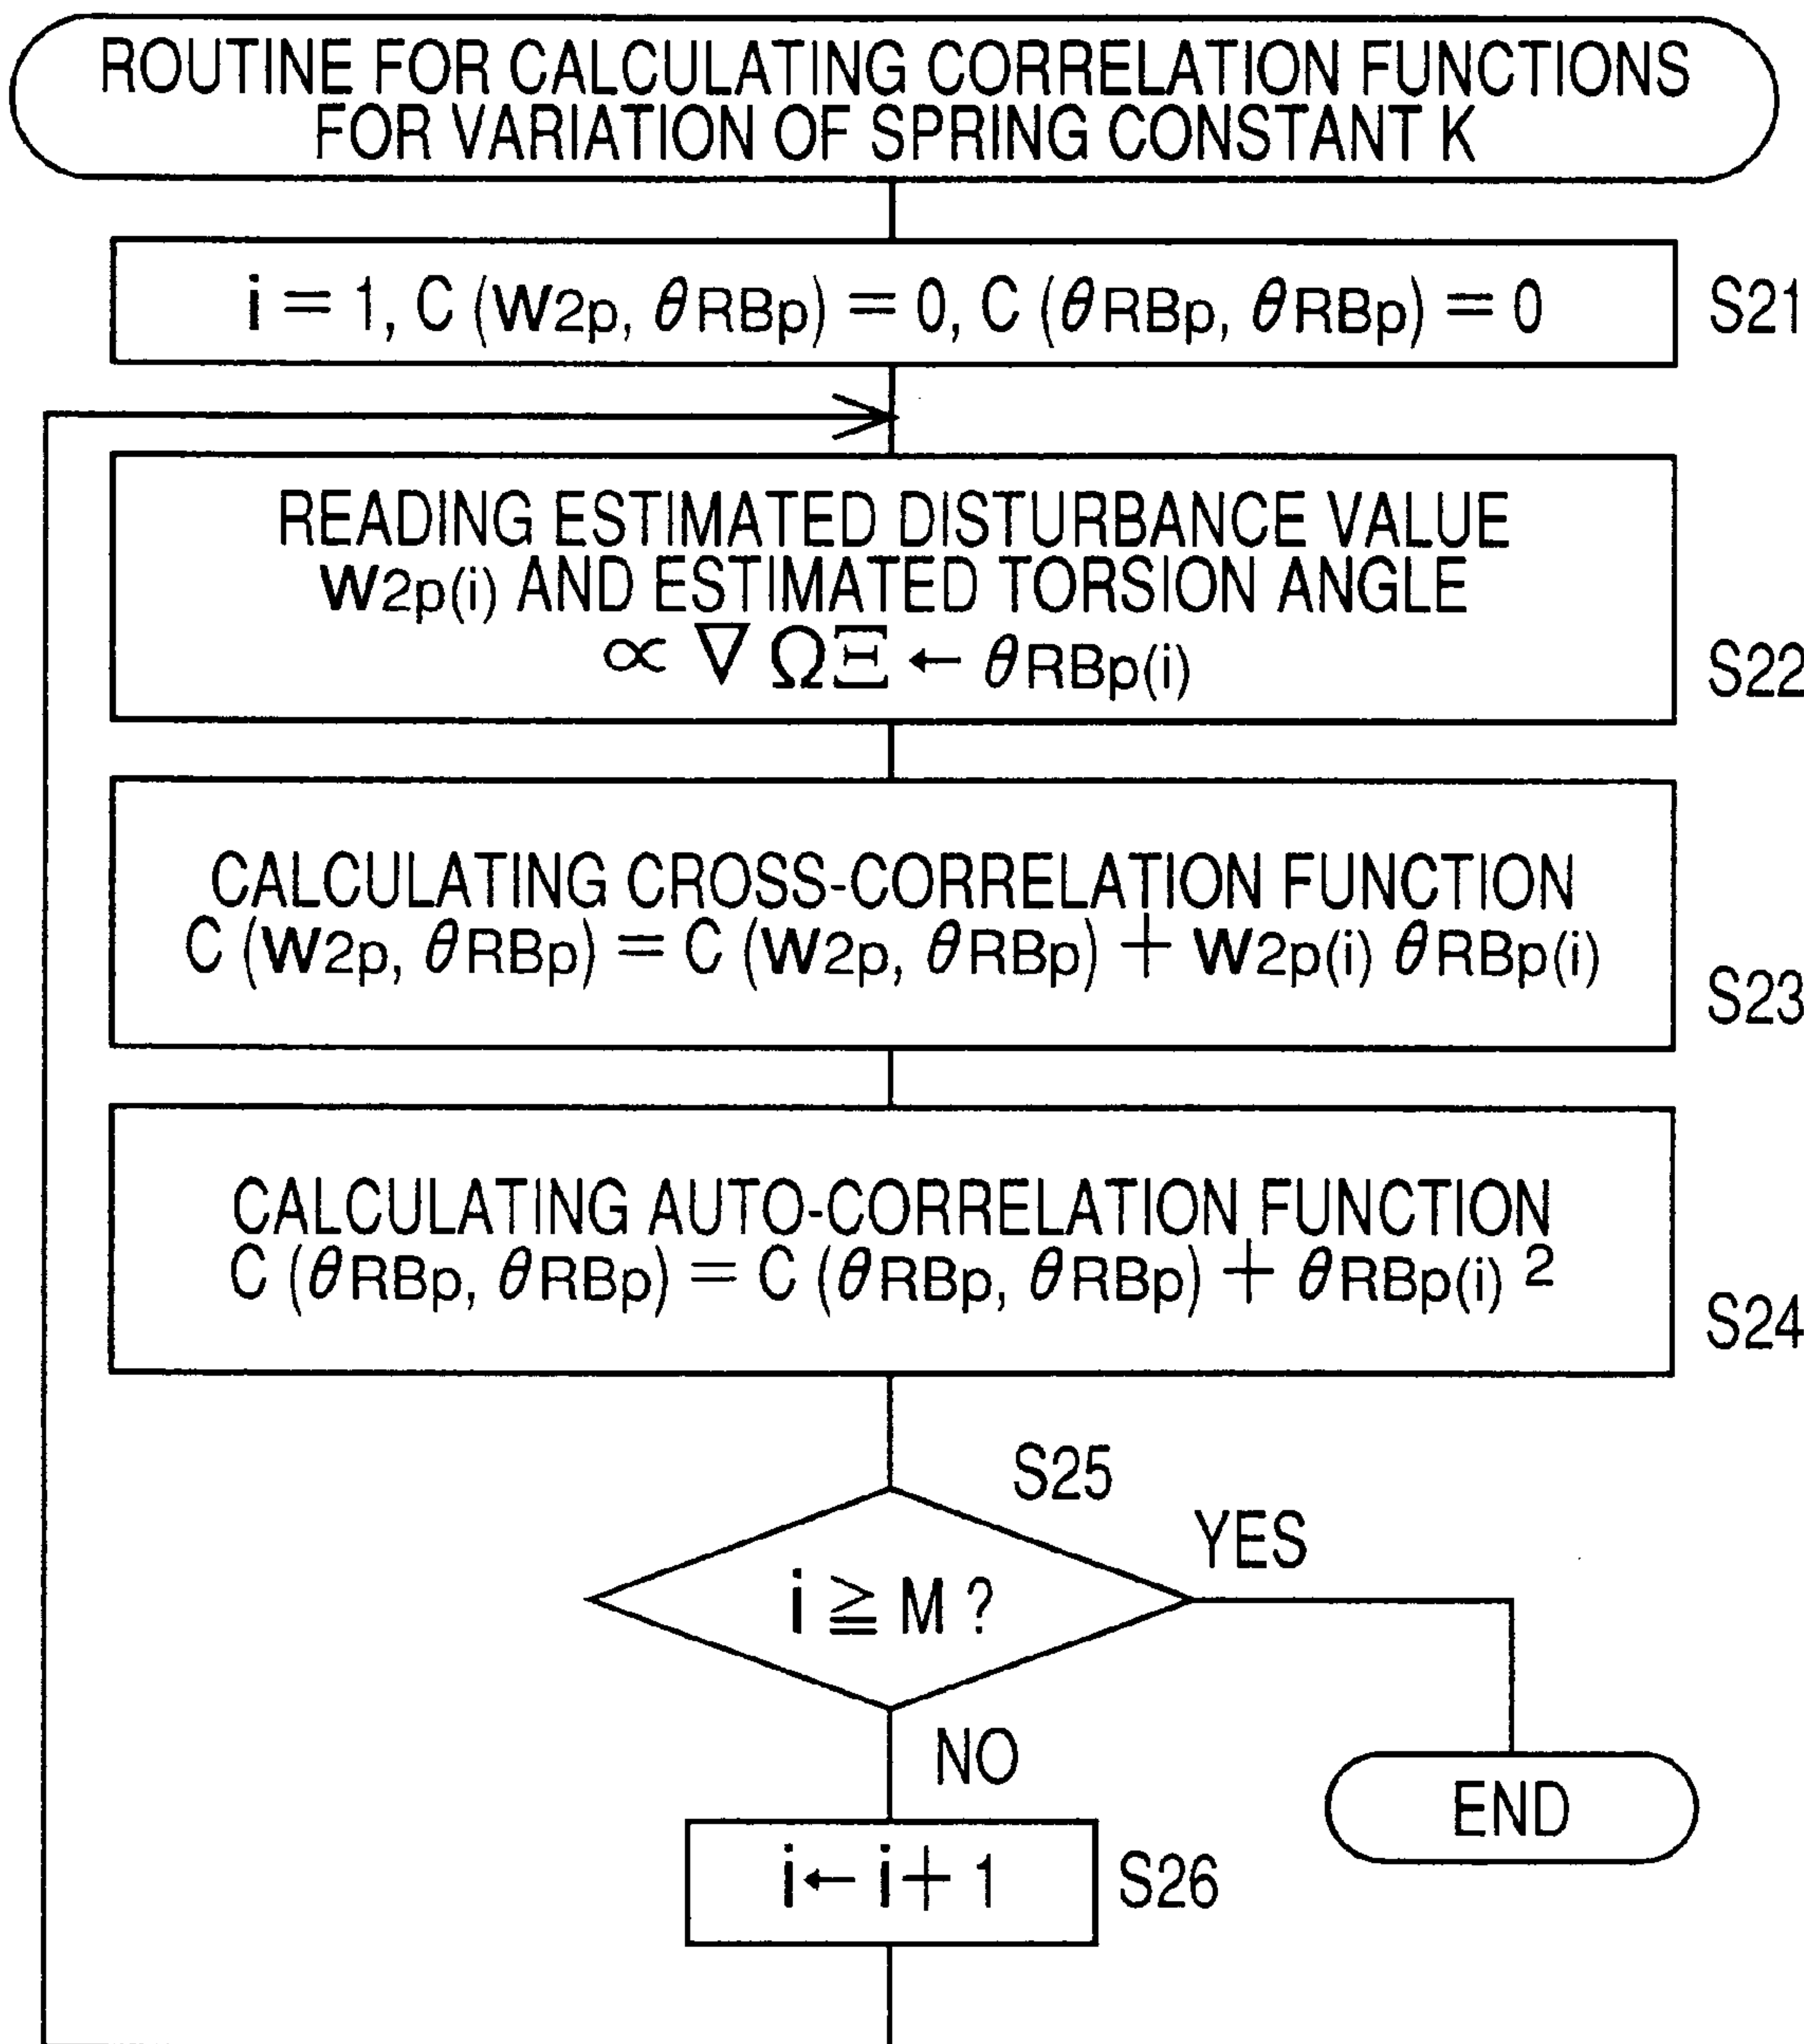 ROUTINE FOR CALCULATING CORRELATION FUNCTIONS
FOR VARIATION OF SPRING CONSTANT K
i = 1, C (W2p, θRBp) = 0, C (θRBp, θRBp) = 0
S21
READING ESTIMATED DISTURBANCE VALUE
W2p(i) AND ESTIMATED TORSION ANGLE
∝ ∇ ΩΞ ← θRBp(i)
S22
CALCULATING CROSS-CORRELATION FUNCTION
C (W2p, θRBp) = C (W2p, θRBp) + W2p(i) θRBp(i)
S23
CALCULATING AUTO-CORRELATION FUNCTION
C (θRBp, θRBp) = C (θRBp, θRBp) + θRBp(i) ²
S24
S25
YES
i ≧ M ?
NO
END
i ← i + 1
S26